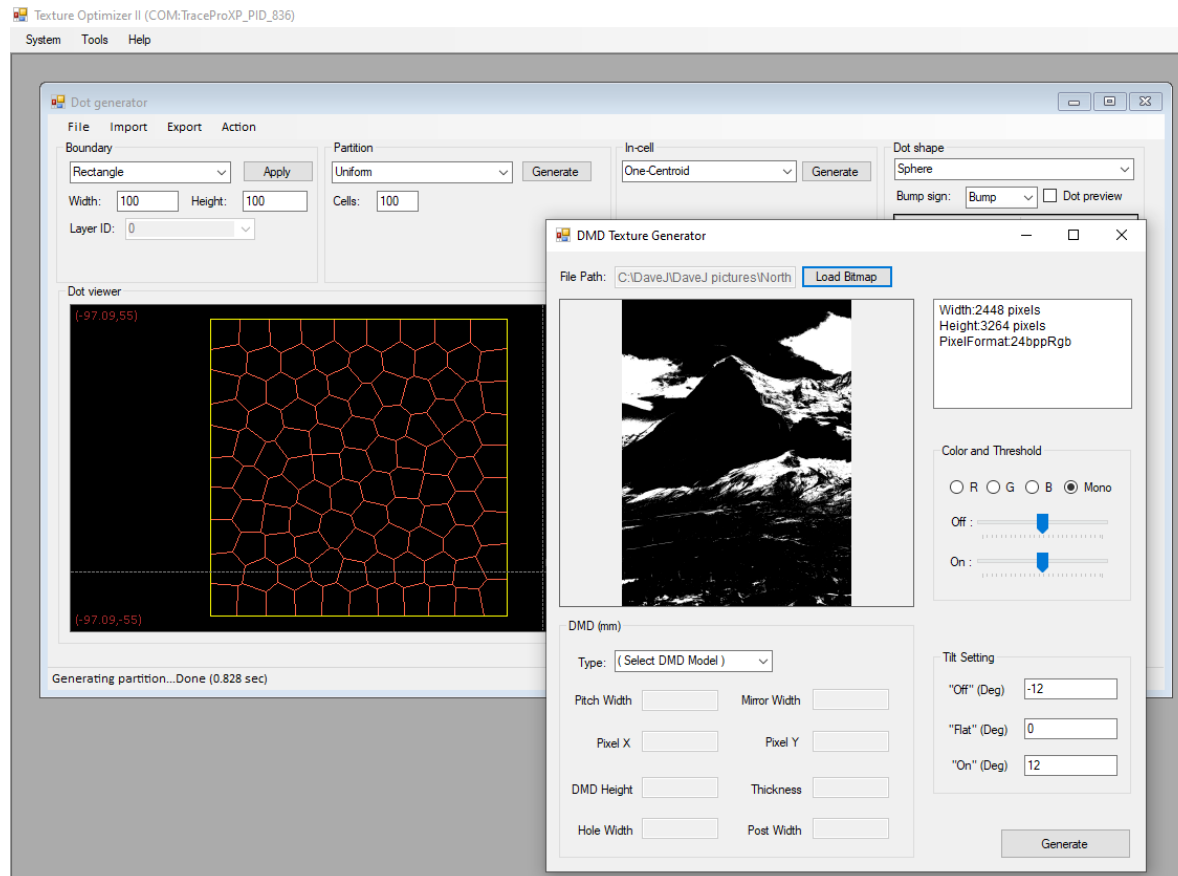 Texture Optimizer II (COM:TraceProXP_PID_836)
System Tools Help
Dot generator
File Import Export Action
Boundary
Rectangle Apply
Width: 100 Height: 100
Layer ID: 0
Partition
Uniform Generate
Cells: 100
In-cell
One-Centroid Generate
Dot shape
Sphere
Bump sign: Bump Dot preview
Dot viewer
(-97.09,55)
(-97.09,-55)
Generating partition...Done (0.828 sec)
DMD Texture Generator
File Path: C:\DaveJ\DaveJ pictures\North Load Bitmap
Width:2448 pixels
Height:3264 pixels
PixelFormat:24bppRgb
Color and Threshold
R G B Mono
Off :
On :
DMD (mm)
Type: ( Select DMD Model )
Pitch Width Mirror Width
Pixel X Pixel Y
DMD Height Thickness
Hole Width Post Width
Tilt Setting
"Off" (Deg) -12
"Flat" (Deg) 0
"On" (Deg) 12
Generate